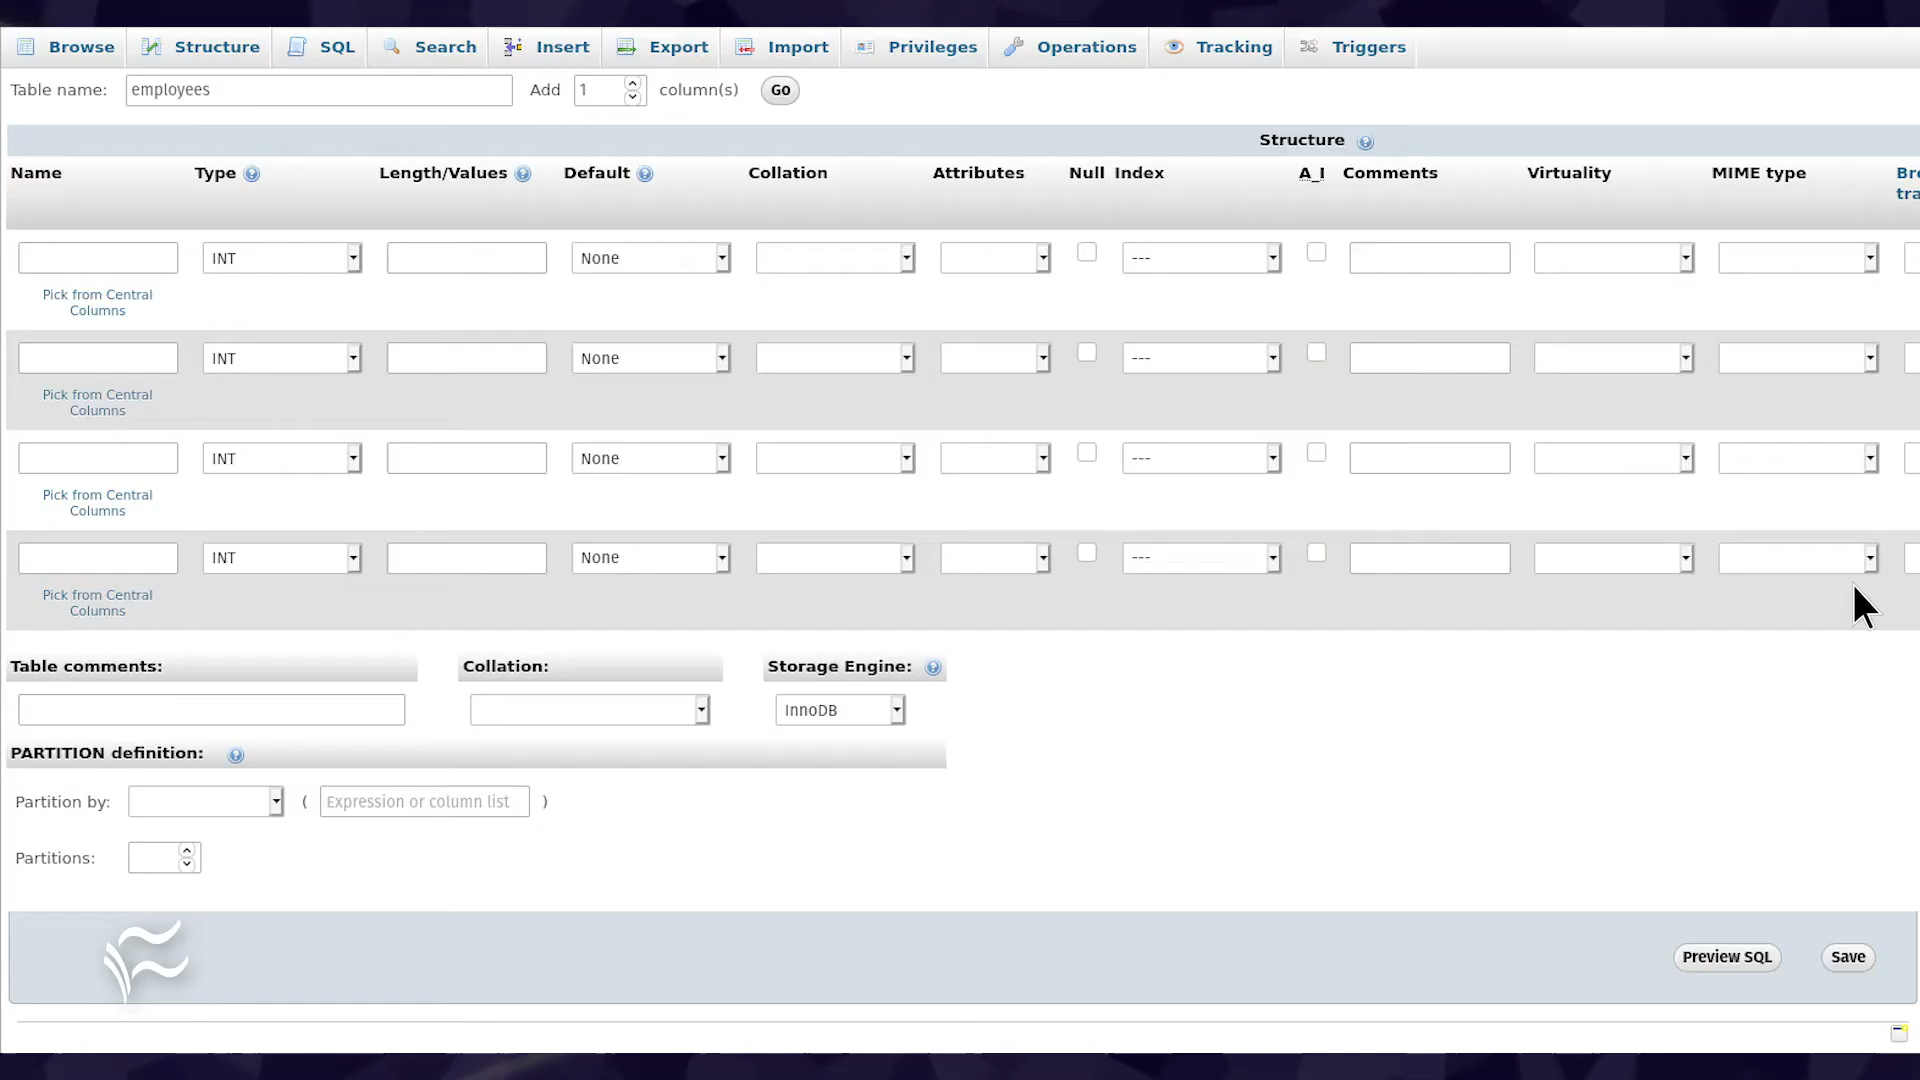 Browse Structure SQL Search Insert Export Import Privileges Operations Tracking Triggers
Table name: employees Add 1 column(s) Go
Structure
Name Type Length/Values Default Collation Attributes Null Index A_I Comments Virtuality MIME type Bro
tra
INT None ---
Pick from Central
Columns
INT None ---
Pick from Central
Columns
INT None ---
Pick from Central
Columns
INT None ---
Pick from Central
Columns
Table comments: Collation: Storage Engine:
InnoDB
PARTITION definition:
Partition by: ( Expression or column list )
Partitions:
Preview SQL Save